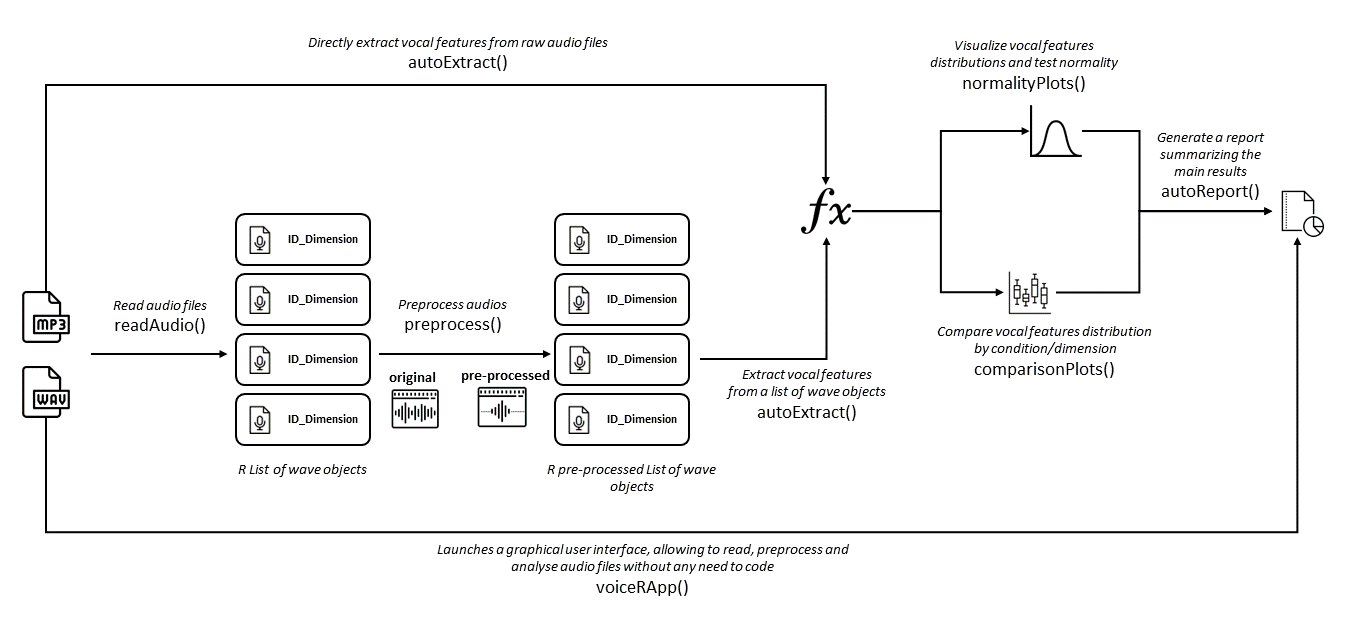 Directly extract vocal features from raw audio files
autoExtract()
Visualize vocal features
distributions and test normality
normalityPlots()
Generate a report
summarizing the
main results
autoReport()
fx
MP3
WAV
Read audio files
readAudio()
ID_Dimension
ID_Dimension
ID_Dimension
ID_Dimension
R List of wave objects
Preprocess audios
preprocess()
original
pre-processed
ID_Dimension
ID_Dimension
ID_Dimension
ID_Dimension
R pre-processed List of wave
objects
Extract vocal features
from a list of wave objects
autoExtract()
Compare vocal features distribution
by condition/dimension
comparisonPlots()
Launches a graphical user interface, allowing to read, preprocess and
analyse audio files without any need to code
voiceRApp()